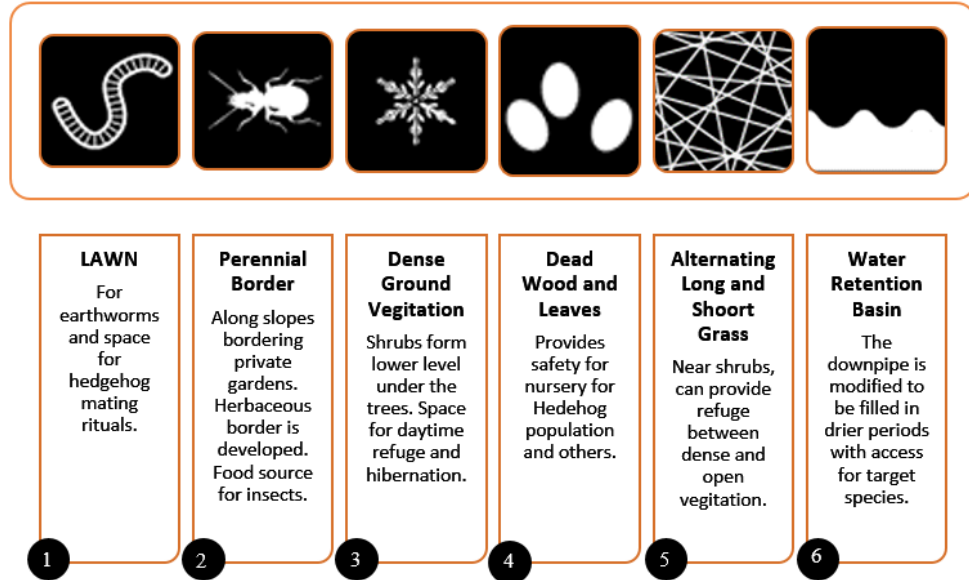 LAWN
For
earthworms
and space
for
hedgehog
mating
rituals.
1
Perennial
Border
Along slopes
bordering
private
gardens.
Herbaceous
border is
developed.
Food source
for insects.
2
Dense
Ground
Vegitation
Shrubs form
lower level
under the
trees. Space
for daytime
refuge and
hibernation.
3
Dead
Wood and
Leaves
Provides
safety for
nursery for
Hedehog
population
and others.
4
Alternating
Long and
Shoort
Grass
Near shrubs,
can provide
refuge
between
dense and
open
vegitation.
5
Water
Retention
Basin
The
downpipe is
modified to
be filled in
drier periods
with access
for target
species.
6